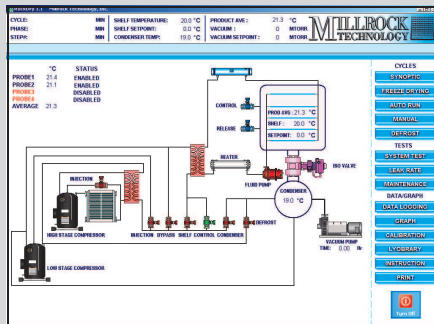 CYCLE: MIN SHELF TEMPERATURE: 20.0 °C PRODUCT AVE : 21.3 °C
PHASE: MIN SHELF SETPOINT: 0.0 °C VACUUM : 0 MTORR
STEP#: MIN CONDENSER TEMP: 19.0 °C VACUUM SETPOINT : 0 MTORR
MILLROCK
TECHNOLOGY
°C STATUS
PROBE1 21.4 ENABLED
PROBE2 21.1 ENABLED
PROBE3 DISABLED
PROBE4 DISABLED
AVERAGE 21.3
CONTROL
RELEASE
PROD AVG : 21.3 °C
SHELF : 20.0 °C
SETPOINT: 0.0 °C
HEATER
FLUID PUMP
ISO VALVE
CONDENSER
19.0 °C
INJECTION
HIGH STAGE COMPRESSOR
INJECTION BYPASS SHELF CONTROL CONDENSER
DEFROST
VACUUM PUMP
TIME: 0.00 Hr
LOW STAGE COMPRESSOR
CYCLES
SYNOPTIC
FREEZE DRYING
AUTO RUN
MANUAL
DEFROST
TESTS
SYSTEM TEST
LEAK RATE
MAINTENANCE
DATA/GRAPH
DATA LOGGING
GRAPH
CALIBRATION
LYOBRARY
INSTRUCTION
PRINT
Turn Off